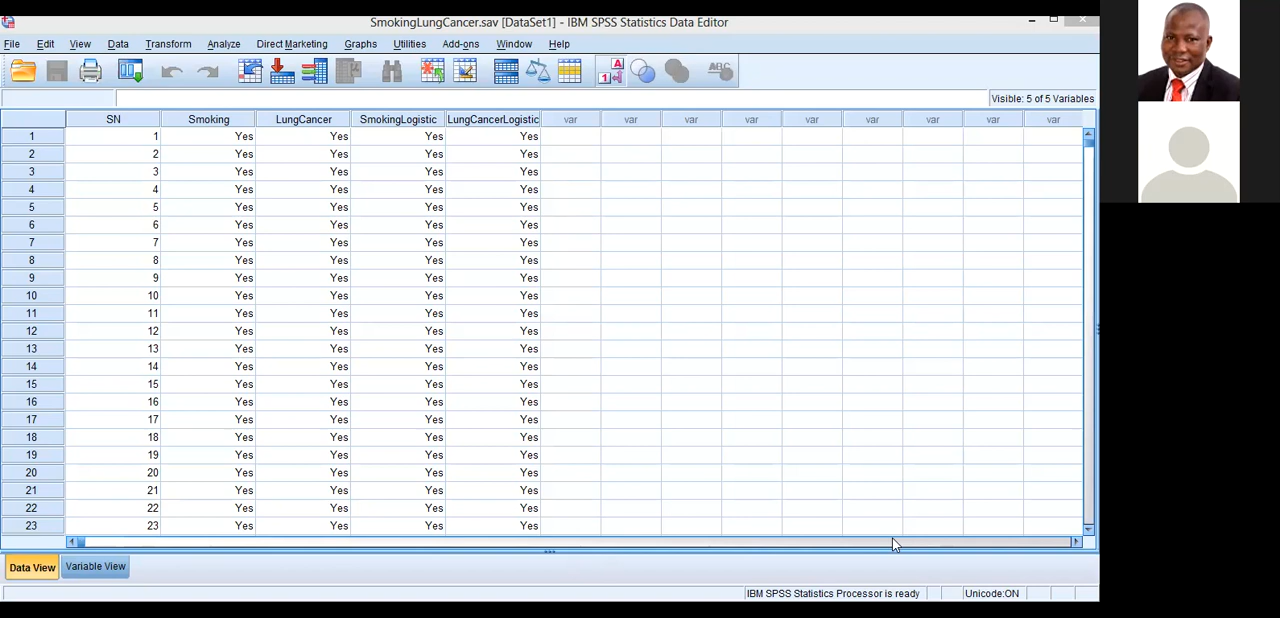 SmokingLungCancer.sav [DataSet1] - IBM SPSS Statistics Data Editor
File Edit View Data Transform Analyze Direct Marketing Graphs Utilities Add-ons Window Help
Visible: 5 of 5 Variables
SN Smoking LungCancer SmokingLogistic LungCancerLogistic var var var var var var var var var
1 1 Yes Yes Yes Yes
2 2 Yes Yes Yes Yes
3 3 Yes Yes Yes Yes
4 4 Yes Yes Yes Yes
5 5 Yes Yes Yes Yes
6 6 Yes Yes Yes Yes
7 7 Yes Yes Yes Yes
8 8 Yes Yes Yes Yes
9 9 Yes Yes Yes Yes
10 10 Yes Yes Yes Yes
11 11 Yes Yes Yes Yes
12 12 Yes Yes Yes Yes
13 13 Yes Yes Yes Yes
14 14 Yes Yes Yes Yes
15 15 Yes Yes Yes Yes
16 16 Yes Yes Yes Yes
17 17 Yes Yes Yes Yes
18 18 Yes Yes Yes Yes
19 19 Yes Yes Yes Yes
20 20 Yes Yes Yes Yes
21 21 Yes Yes Yes Yes
22 22 Yes Yes Yes Yes
23 23 Yes Yes Yes Yes
Data View Variable View
IBM SPSS Statistics Processor is ready Unicode:ON